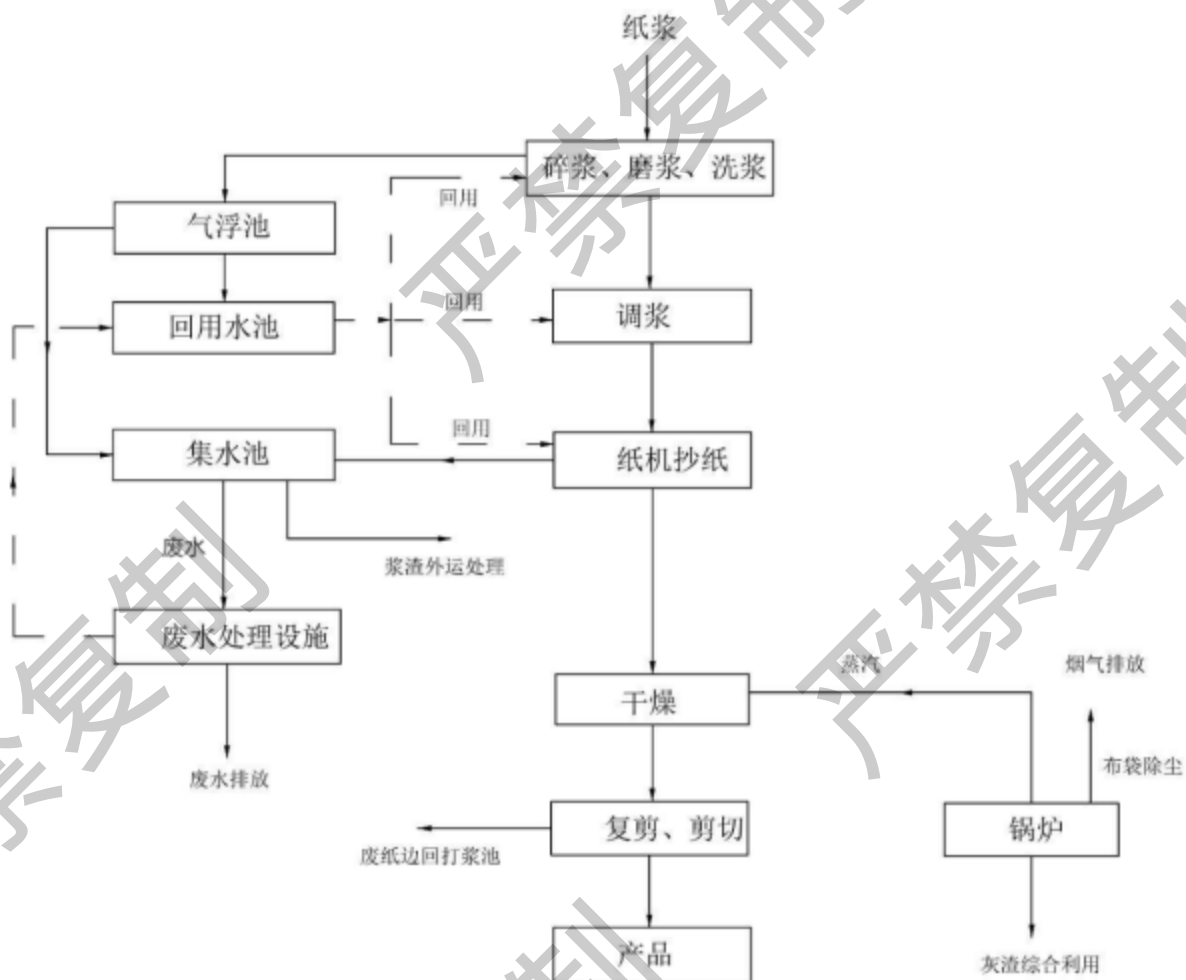 纸浆
碎浆、磨浆、洗浆
回用
气浮池
回用
回用水池
调浆
回用
集水池
纸机抄纸
废水
浆渣外运处理
废水处理设施
蒸汽
烟气排放
干燥
废水排放
布袋除尘
复剪、剪切
锅炉
废纸边回打浆池
产品
灰渣综合利用
严禁复制
严禁复制
禁复制
制